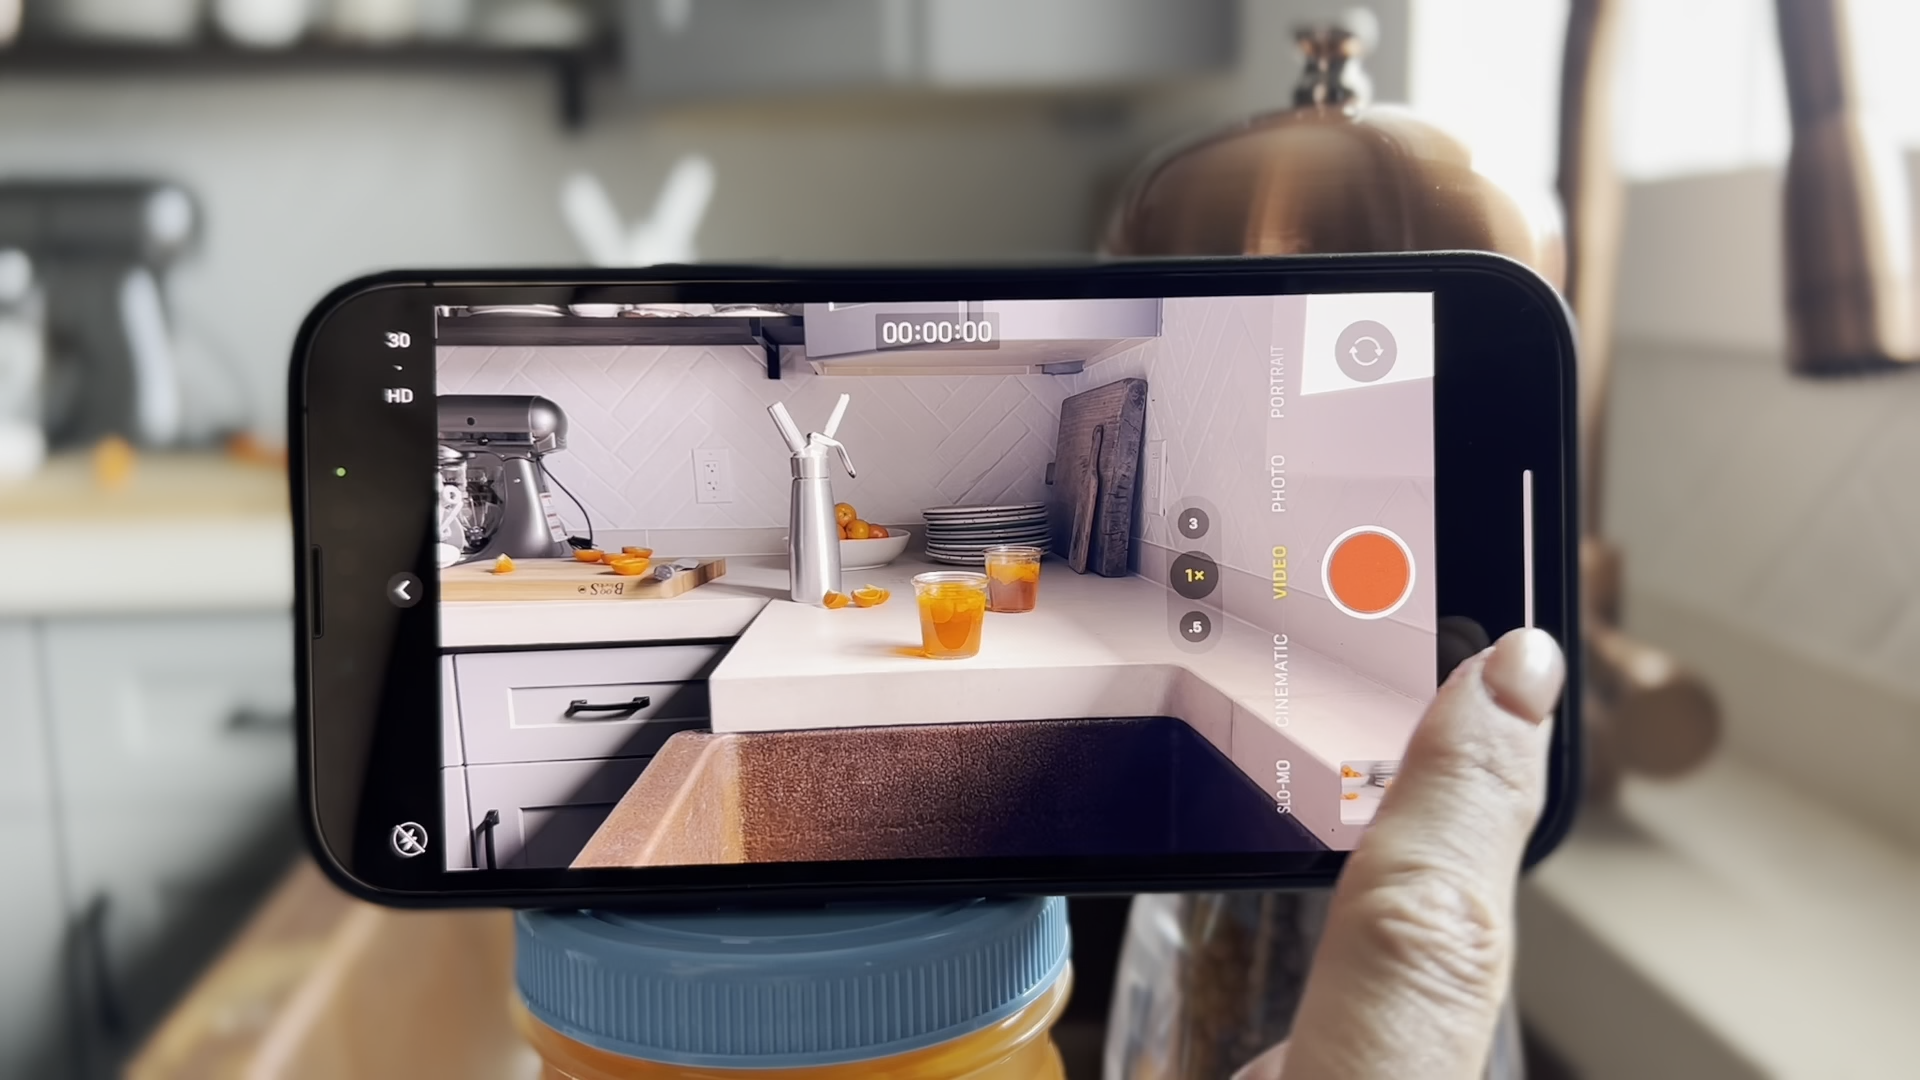 30
HD
00:00:00
PORTRAIT
PHOTO
VIDEO
CINEMATIC
SLO-MO
3
1×
.5